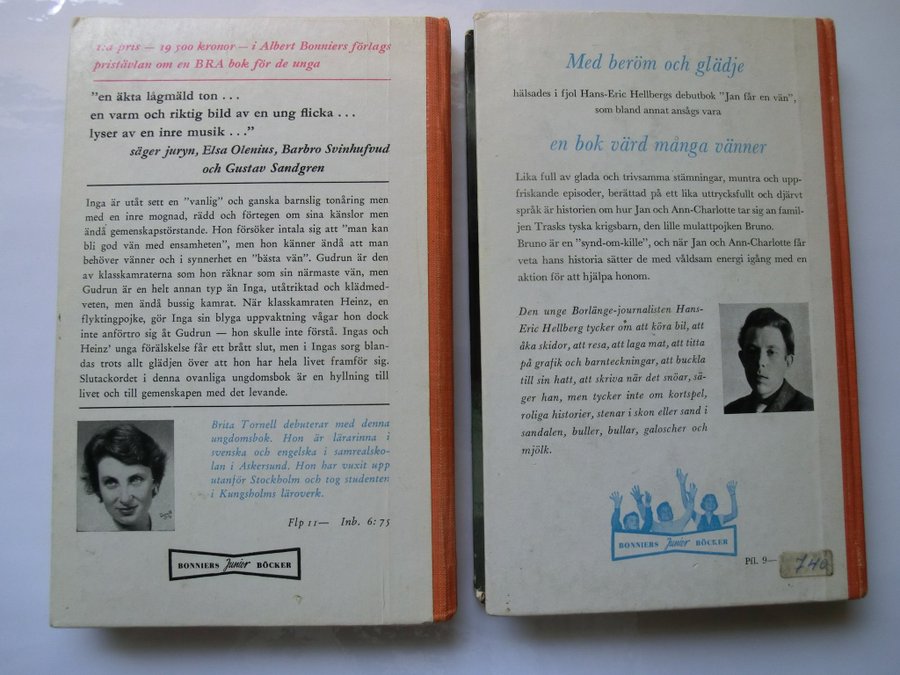 1:a pris — 19 500 kronor — i Albert Bonniers förlags
pristävlan om en BRA bok för de unga
"en äkta lågmäld ton . . .
en varm och riktig bild av en ung flicka . . .
lyser av en inre musik . . ."
säger juryn, Elsa Olenius, Barbro Svinhufvud
och Gustav Sandgren
Inga är utåt sett en "vanlig" och ganska barnslig tonåring men
med en inre mognad, rädd och förtegen om sina känslor men
ändå gemenskapstörstande. Hon försöker intala sig att "man kan
bli god vän med ensamheten", men hon känner ändå att man
behöver vänner och i synnerhet en "bästa vän". Gudrun är den
av klasskamraterna som hon räknar som sin närmaste vän, men
Gudrun är en helt annan typ än Inga, utåtriktad och klädmed-
veten, men ändå bussig kamrat. När klasskamraten Heinz, en
flyktingpojke, gör Inga sin blyga uppvaktning vågar hon dock
inte anförtro sig åt Gudrun — hon skulle inte förstå. Ingas och
Heinz' unga förälskelse får ett brått slut, men i Ingas sorg blan-
das trots allt glädjen över att hon har hela livet framför sig.
Slutackordet i denna ovanliga ungdomsbok är en hyllning till
livet och till gemenskapen med det levande.
Brita Tornell debuterar med denna
ungdomsbok. Hon är lärarinna i
svenska och engelska i samrealsko-
lan i Askersund. Hon har vuxit upp
utanför Stockholm och tog studenten
i Kungsholms läroverk.
Flp 11— Inb. 6:75
BONNIERS Junior BÖCKER
Med beröm och glädje
hälsades i fjol Hans-Eric Hellbergs debutbok "Jan får en vän",
som bland annat ansågs vara
en bok värd många vänner
Lika full av glada och trivsamma stämningar, muntra och upp-
friskande episoder, berättad på ett lika uttrycksfullt och djärvt
språk är historien om hur Jan och Ann-Charlotte tar sig an famil-
jen Trasks tyska krigsbarn, den lille mulattpojken Bruno.
Bruno är en "synd-om-kille", och när Jan och Ann-Charlotte får
veta hans historia sätter de med våldsam energi igång med en
aktion för att hjälpa honom.
Den unge Borlänge-journalisten Hans-
Eric Hellberg tycker om att köra bil, att
åka skidor, att resa, att laga mat, att titta
på grafik och barnteckningar, att buckla
till sin hatt, att skriva när det snöar, sä-
ger han, men tycker inte om kortspel,
roliga historier, stenar i skon eller sand i
sandalen, buller, bullar, galoscher och
mjölk.
BONNIERS Junior BÖCKER
Pfl. 9—
740